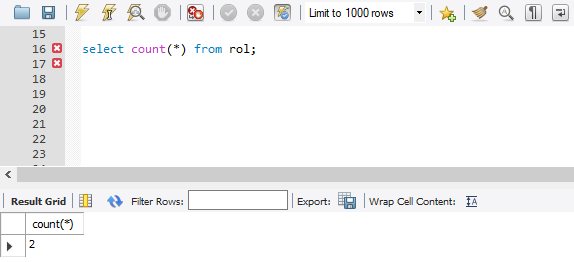 Limit to 1000 rows
15
16 select count(*) from rol;
17
18
19
20
21
22
23
Result Grid Filter Rows: Export: Wrap Cell Content: IA
count(*)
2